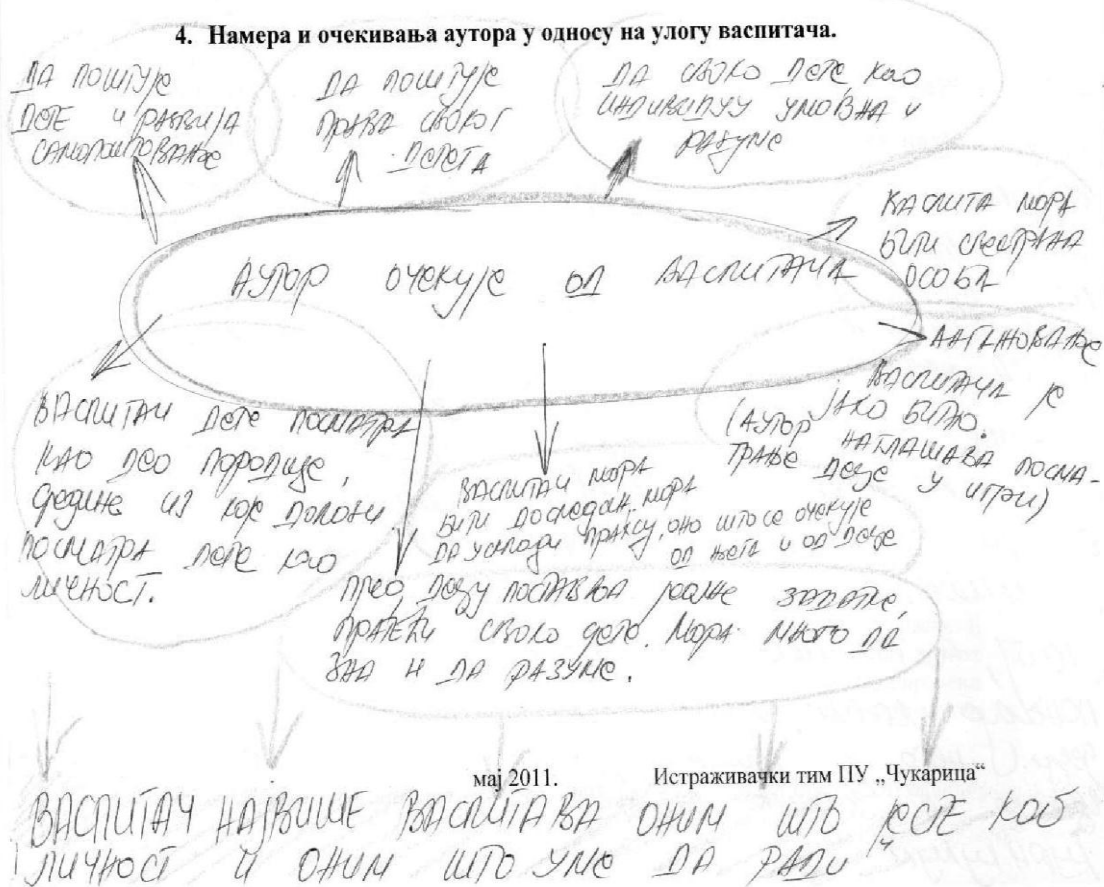 4. Намера и очекивања аутора у односу на улогу васпитача.
ДА ПОШТУЈЕ
ДЕТЕ И РАЗВИЈА
САМОПОШТОВАЊЕ
ДА ПОШТУЈЕ
ПРАВА СВАКОГ
ДЕТЕТА
ДА СВАКО ДЕТЕ КАО
ИНДИВИДУУ УВАЖАВА И
РАЗУМЕ
МОРА
БИТИ СВЕСТРАНА
ОСОБА
АУТОР ОЧЕКУЈЕ ОД ВАСПИТАЧА
АНГАЖОВАЊЕ
ВАСПИТАЧА ЈЕ
ЈАКО БИТНО.
(АУТОР НАГЛАШАВА ПОСМА-
ТРАЊЕ ДЕЦЕ У ИГРИ)
ВАСПИТАЧ ДЕТЕ ПОСМАТРА
КАО ДЕО ПОРОДИЦЕ,
СРЕДИНЕ ИЗ КОЈЕ ДОЛАЗИ
ПОСМАТРА ДЕТЕ КАО
ЛИЧНОСТ.
ВАСПИТАЧ МОРА
БИТИ ДОСЛЕДАН, МОРА
ДА УСКЛАДИ ПРАКСУ, ОНО ШТО СЕ ОЧЕКУЈЕ
ОД ЊЕГА И ОД ДЕЦЕ
ПРЕД ДЕЦУ ПОСТАВЉА ЈАСНЕ ЗАДАТКЕ,
ПРАТЕЋИ СВАКО ДЕТЕ. МОРА МНОГО ДА
ЗНА И ДА РАЗУМЕ.
мај 2011. Истраживачки тим ПУ „Чукарица“
ВАСПИТАЧ НАЈВИШЕ ВАСПИТАВА ОНИМ ШТО ЈЕСТЕ КАО
ЛИЧНОСТ И ОНИМ ШТО УМЕ ДА РАДИ“